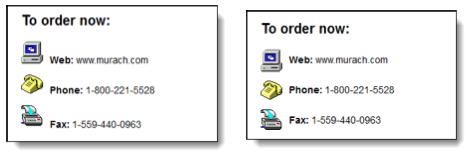 To order now:
Web: www.murach.com
Phone: 1-800-221-5528
Fax: 1-559-440-0963
To order now:
Web: www.murach.com
Phone: 1-800-221-5528
Fax: 1-559-440-0963